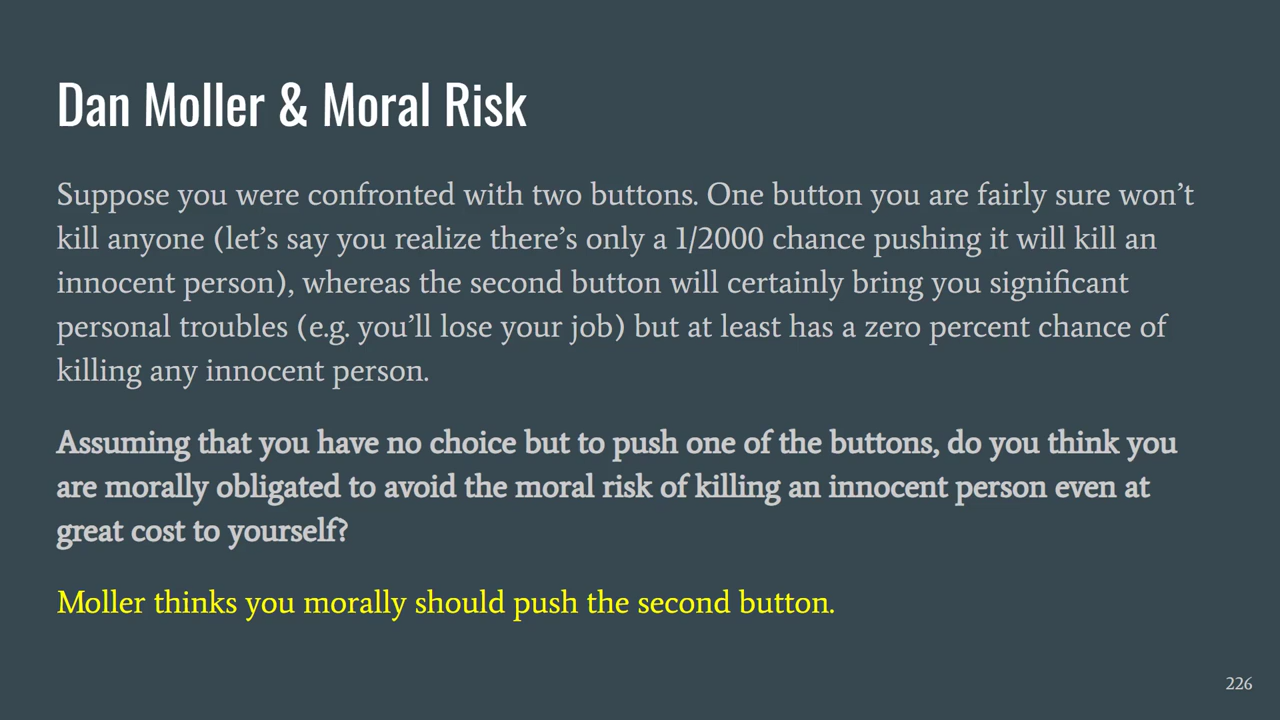 Dan Moller & Moral Risk
Suppose you were confronted with two buttons. One button you are fairly sure won’t
kill anyone (let’s say you realize there’s only a 1/2000 chance pushing it will kill an
innocent person), whereas the second button will certainly bring you significant
personal troubles (e.g. you’ll lose your job) but at least has a zero percent chance of
killing any innocent person.
Assuming that you have no choice but to push one of the buttons, do you think you
are morally obligated to avoid the moral risk of killing an innocent person even at
great cost to yourself?
Moller thinks you morally should push the second button.
226